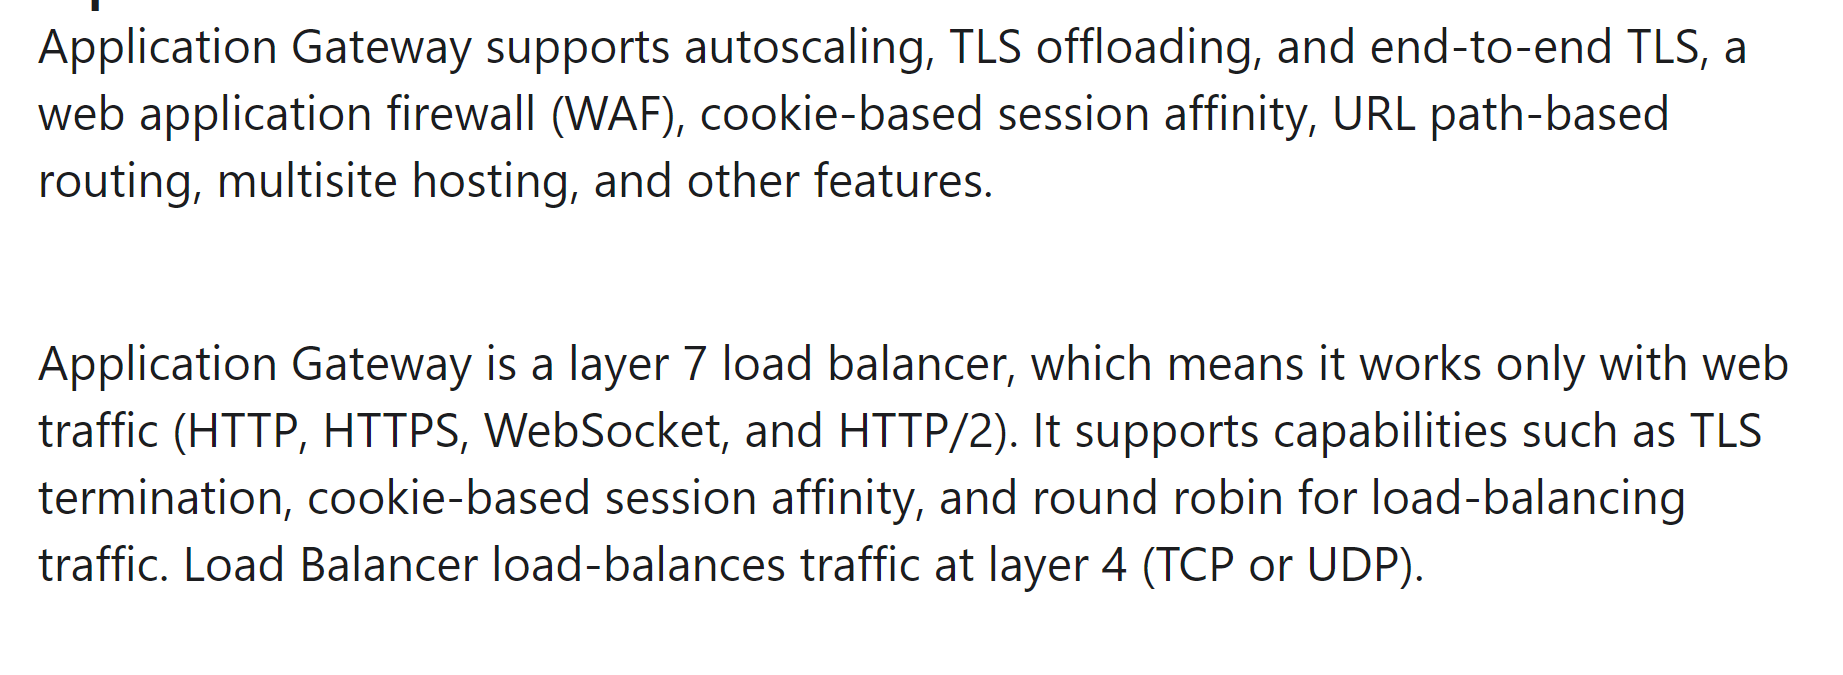 Application Gateway supports autoscaling, TLS offloading, and end-to-end TLS, a
web application firewall (WAF), cookie-based session affinity, URL path-based
routing, multisite hosting, and other features.
Application Gateway is a layer 7 load balancer, which means it works only with web
traffic (HTTP, HTTPS, WebSocket, and HTTP/2). It supports capabilities such as TLS
termination, cookie-based session affinity, and round robin for load-balancing
traffic. Load Balancer load-balances traffic at layer 4 (TCP or UDP).